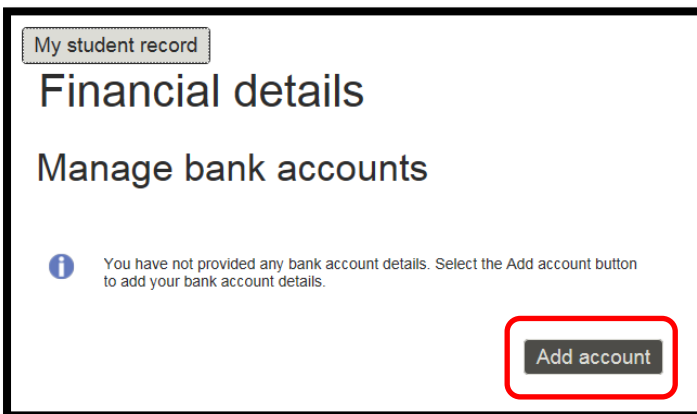 My student record
Financial details
Manage bank accounts
You have not provided any bank account details. Select the Add account button
to add your bank account details.
Add account